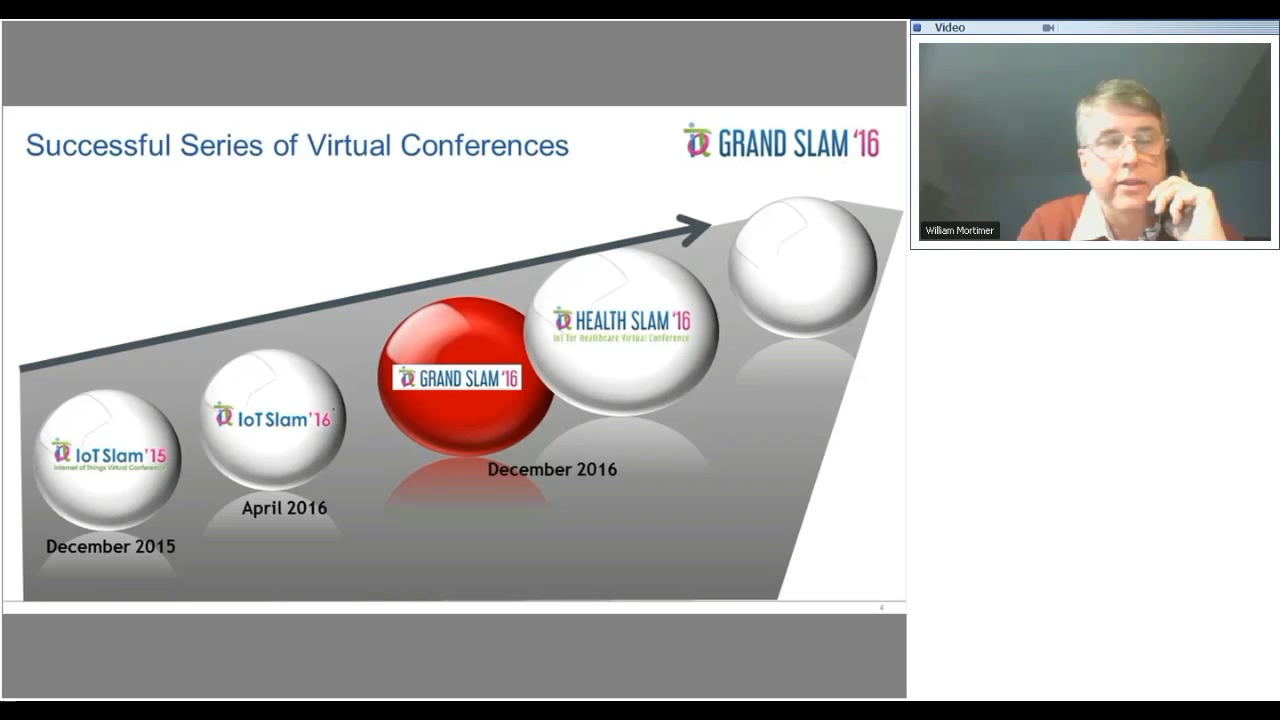 Successful Series of Virtual Conferences
GRAND SLAM '16
HEALTH SLAM '16
IoT For Healthcare Virtual Conference
GRAND SLAM '16
IoT Slam'16
IoT Slam'15
Internet of Things Virtual Conference
December 2016
April 2016
December 2015
4
Video
William Mortimer